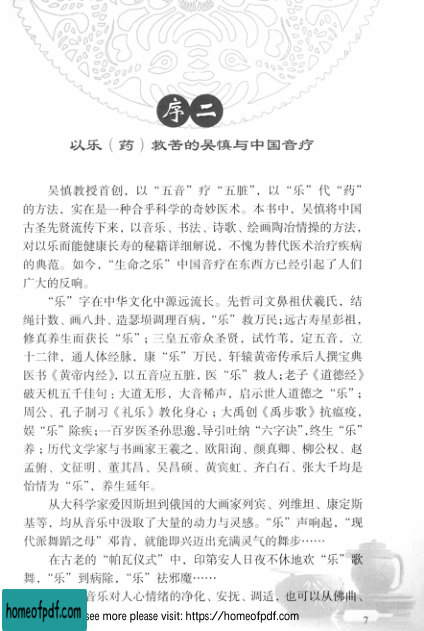 序二
以乐（药）救苦的吴慎与中国音疗
吴慎教授首创，以“五音”疗“五脏”，以“乐”代“药”
的方法，实在是一种合乎科学的奇妙医术。本书中，吴慎将中国
古圣先贤流传下来，以音乐、书法、诗歌、绘画陶冶情操的方法，
对以乐而能健康长寿的秘籍详细解说，不愧为替代医术治疗疾病
的典范。如今，“生命之乐”中国音疗在东西方已经引起了人们
广大的反响。
“乐”字在中华文化中源远流长。先哲司文鼻祖伏羲氏，结
绳计数、画八卦、造瑟埙调理百病，“乐”救万民；远古寿星彭祖，
修真养生而获长“乐”；三皇五帝众圣贤，试竹苇，定五音，立
十二律，通人体经脉，康“乐”万民，轩辕黄帝传承后人撰宝典
医书《黄帝内经》，以五音应五脏，医“乐”救人；老子《道德经》
破天机五千佳句；大道无形，大音稀声，启示世人道德之“乐”；
周公、孔子制习《礼乐》教化身心；大禹创《禹步歌》抗瘟疫，
娱“乐”除疾；一百岁医圣孙思邈，导引吐纳“六字诀”，终生“乐”
养；历代文学家与书画家王羲之、欧阳询、颜真卿、柳公权、赵
孟俯、文征明、董其昌、吴昌硕、黄宾虹、齐白石、张大千均是
怡情为“乐”，养生延年。
从大科学家爱因斯坦到俄国的大画家列宾、列维坦、康定斯
基等，均从音乐中汲取了大量的动力与灵感。“乐”声响起，“现
代派舞蹈之母”邓肯，就能即兴迈出充满灵气的舞步……
在古老的“帕瓦仪式”中，印第安人日夜不休地欢“乐”歌
舞，“乐”到病除，“乐”祛邪魔……
音乐对人心情绪的净化、安抚、调适，也可以从佛曲、
homeofpdf.com
see more please visit: https://homeofpdf.com
7